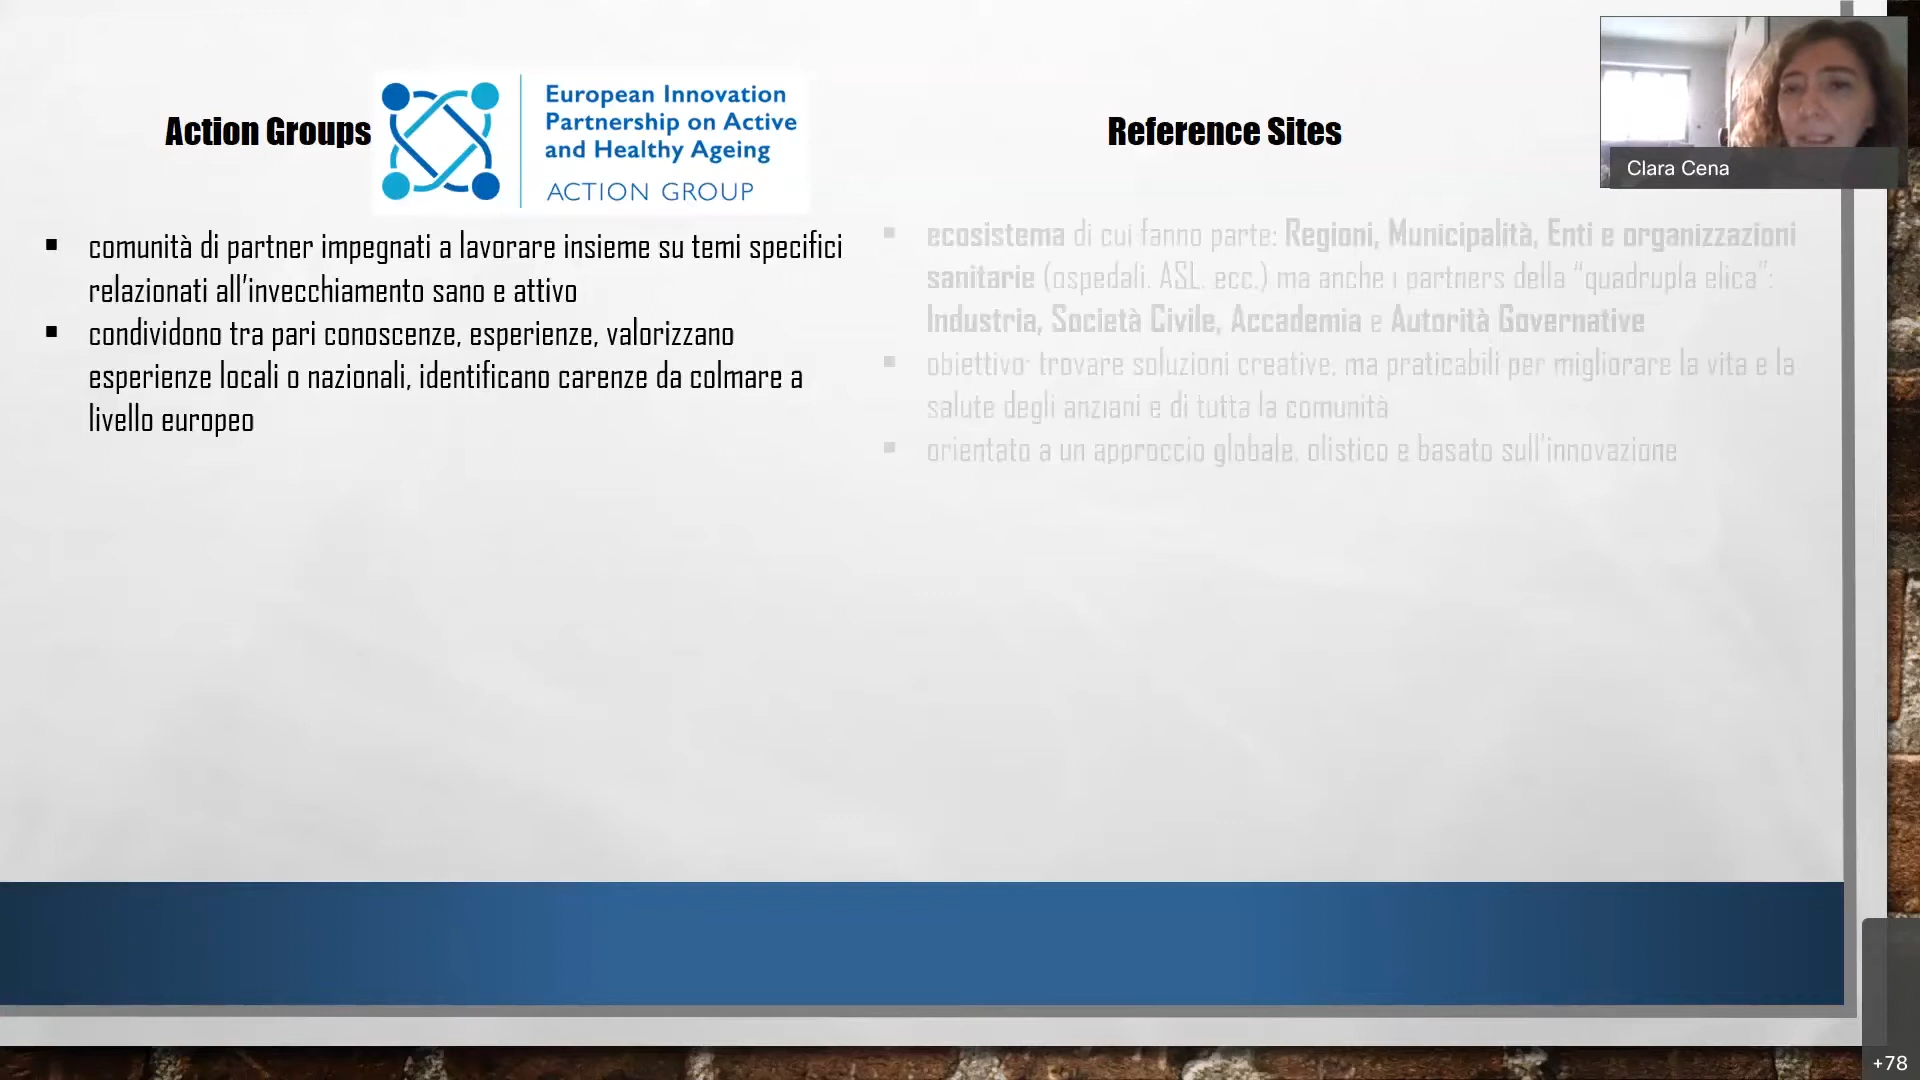 Action Groups
European Innovation
Partnership on Active
and Healthy Ageing
ACTION GROUP
▪ comunità di partner impegnati a lavorare insieme su temi specifici
relazionati all’invecchiamento sano e attivo
▪ condividono tra pari conoscenze, esperienze, valorizzano
esperienze locali o nazionali, identificano carenze da colmare a
livello europeo
Reference Sites
▪ ecosistema di cui fanno parte: Regioni, Municipalità, Enti e organizzazioni
sanitarie (ospedali, ASL, ecc.) ma anche i partners della “quadrupla elica”:
Industria, Società Civile, Accademia e Autorità Governative
▪ obiettivo: trovare soluzioni creative, ma praticabili per migliorare la vita e la
salute degli anziani e di tutta la comunità
▪ orientato a un approccio globale, olistico e basato sull’innovazione
Clara Cena
+78